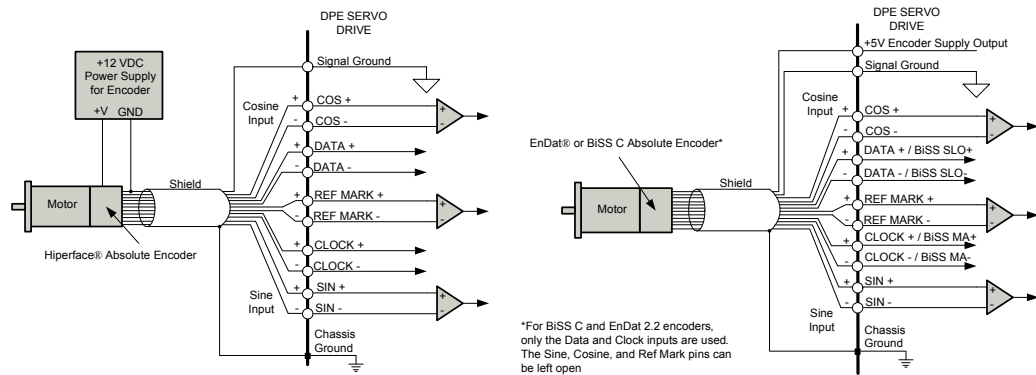 DPE SERVO
DRIVE
+12 VDC
Power Supply
for Encoder
+V GND
Signal Ground
Cosine
Input
+ COS +
- COS -
+ DATA +
- DATA -
Shield
+ REF MARK +
- REF MARK -
Motor
Hiperface® Absolute Encoder
+ CLOCK +
- CLOCK -
+ SIN +
- SIN -
Sine
Input
Chassis
Ground
+
-
+
-
+
-
DPE SERVO
DRIVE
+5V Encoder Supply Output
Signal Ground
Cosine
Input
+ COS +
- COS -
EnDat® or BiSS C Absolute Encoder*
+ DATA + / BiSS SLO+
- DATA - / BiSS SLO-
Shield
+ REF MARK +
- REF MARK -
Motor
+ CLOCK + / BiSS MA+
- CLOCK - / BiSS MA-
+ SIN +
- SIN -
Sine
Input
Chassis
Ground
+
-
+
-
+
-
*For BiSS C and EnDat 2.2 encoders,
only the Data and Clock inputs are used.
The Sine, Cosine, and Ref Mark pins can
be left open